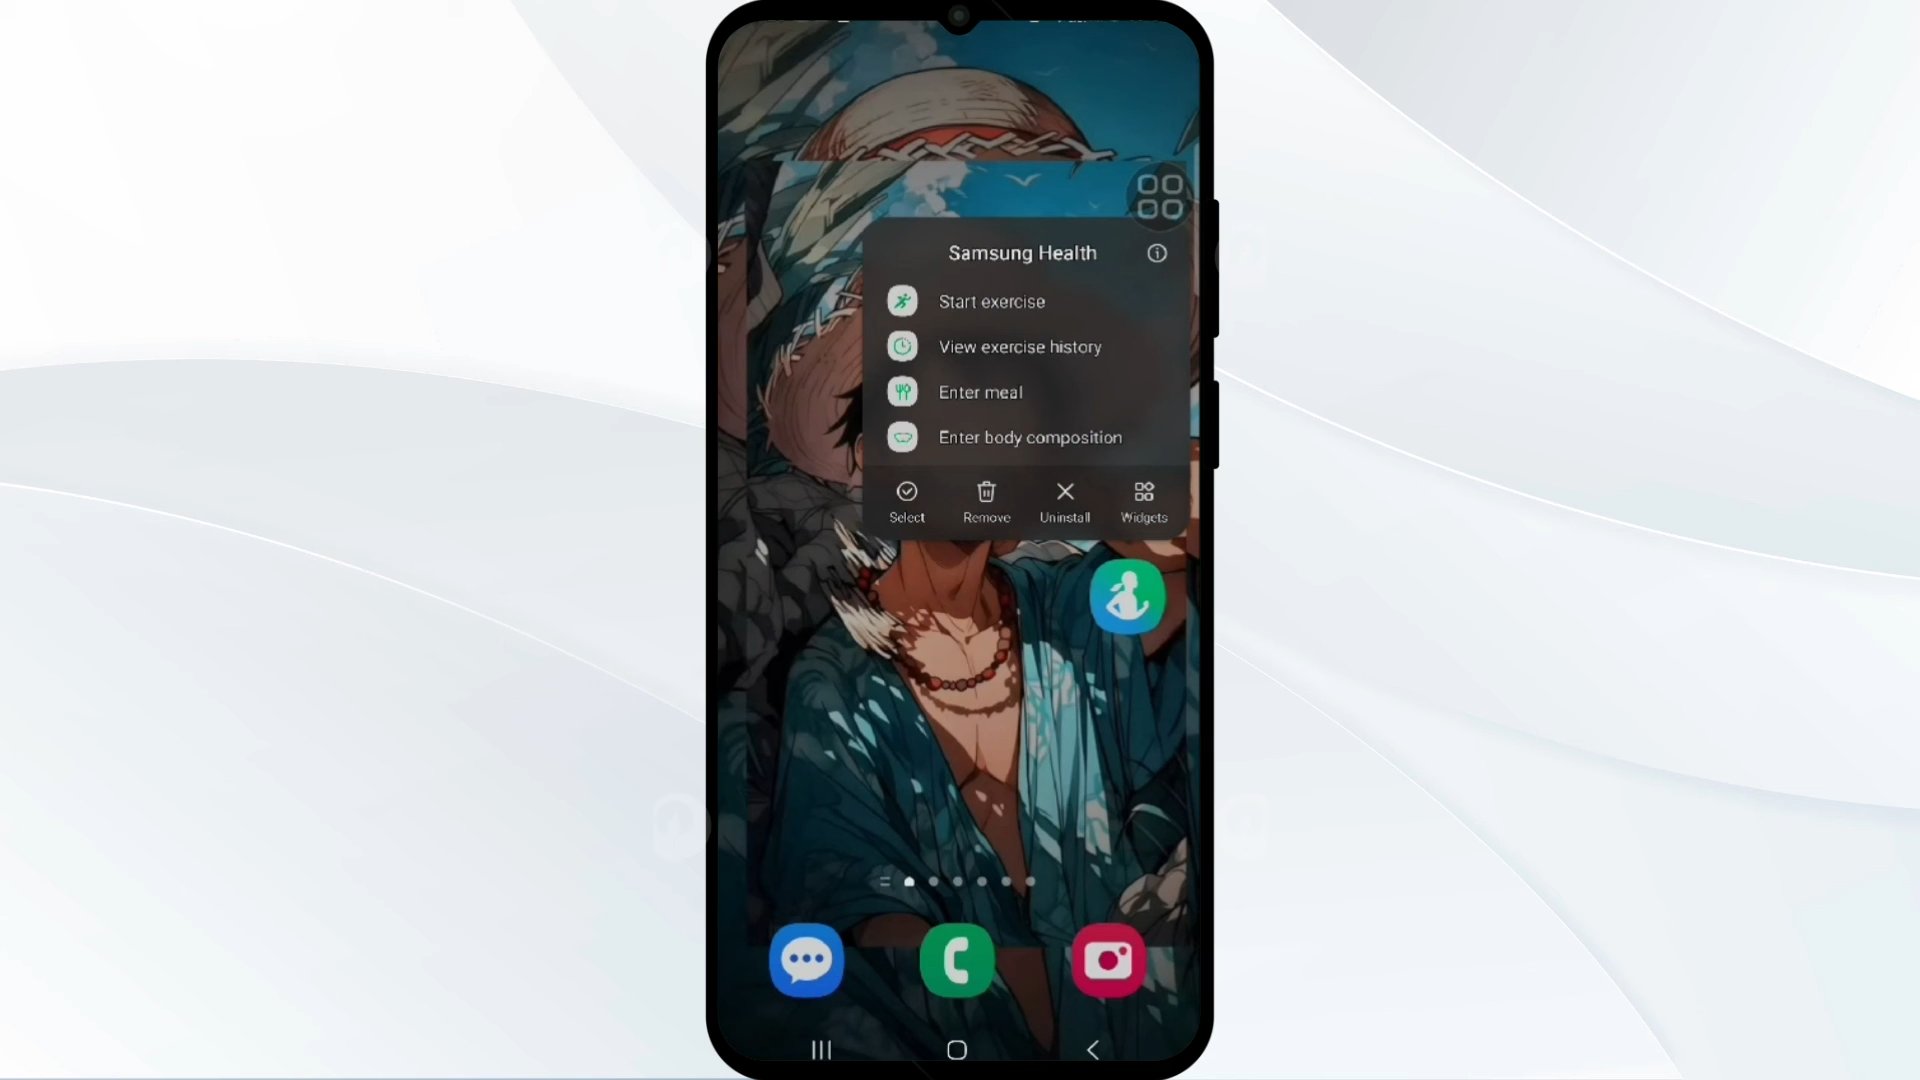 Samsung Health
Start exercise
View exercise history
Enter meal
Enter body composition
Select
Remove
Uninstall
Widgets